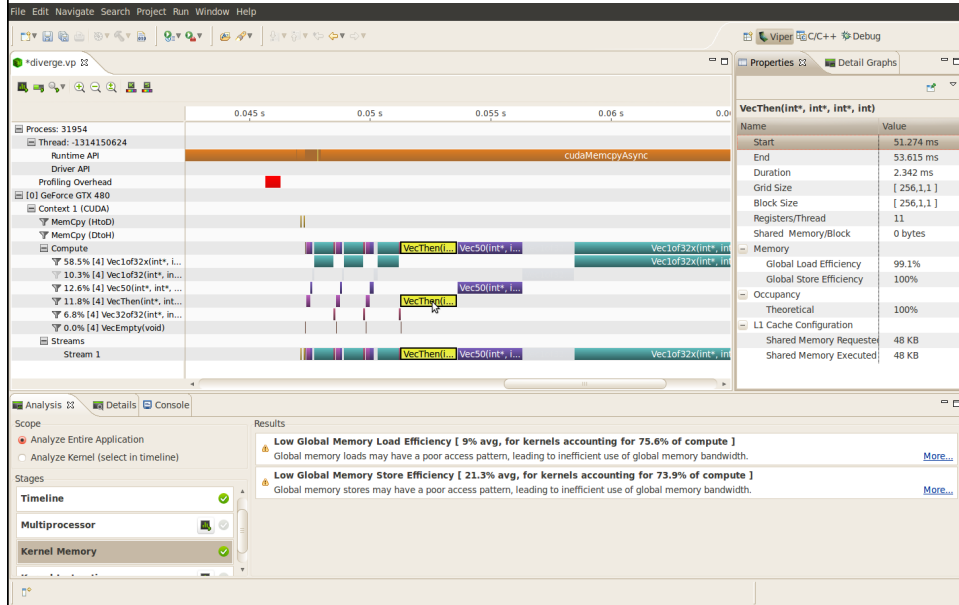 File Edit Navigate Search Project Run Window Help
Viper C/C++ Debug
*diverge.vp
Properties Detail Graphs
VecThen(int*, int*, int*, int)
0.045 s 0.05 s 0.055 s 0.06 s 0.0
Name Value
Process: 31954
Start 51.274 ms
Thread: -1314150624
End 53.615 ms
Runtime API cudaMemcpyAsync
Duration 2.342 ms
Driver API
Grid Size [ 256,1,1 ]
Profiling Overhead
Block Size [ 256,1,1 ]
[0] GeForce GTX 480
Registers/Thread 11
Context 1 (CUDA)
Shared Memory/Block 0 bytes
MemCpy (HtoD)
Memory
MemCpy (DtoH)
Global Load Efficiency 99.1%
Compute VecThen(i... Vec50(int*, i... Vec1of32x(int*, int
Global Store Efficiency 100%
58.5% [4] Vec1of32x(int*, i... Vec1of32x(int*, int
Occupancy
10.3% [4] Vec1of32(int*, in...
Theoretical 100%
12.6% [4] Vec50(int*, int*,... Vec50(int*, i...
L1 Cache Configuration
11.8% [4] VecThen(int*, int... VecThen(i...
Shared Memory Requested 48 KB
6.8% [4] Vec32of32(int*, in...
Shared Memory Executed 48 KB
0.0% [4] VecEmpty(void)
Streams
Stream 1 VecThen(i... Vec50(int*, i... Vec1of32x(int*, int
Analysis Details Console
Scope
Results
Analyze Entire Application
Low Global Memory Load Efficiency [ 9% avg, for kernels accounting for 75.6% of compute ]
Analyze Kernel (select in timeline)
Global memory loads may have a poor access pattern, leading to inefficient use of global memory bandwidth. More...
Stages
Low Global Memory Store Efficiency [ 21.3% avg, for kernels accounting for 73.9% of compute ]
Global memory stores may have a poor access pattern, leading to inefficient use of global memory bandwidth. More...
Timeline
Multiprocessor
Kernel Memory